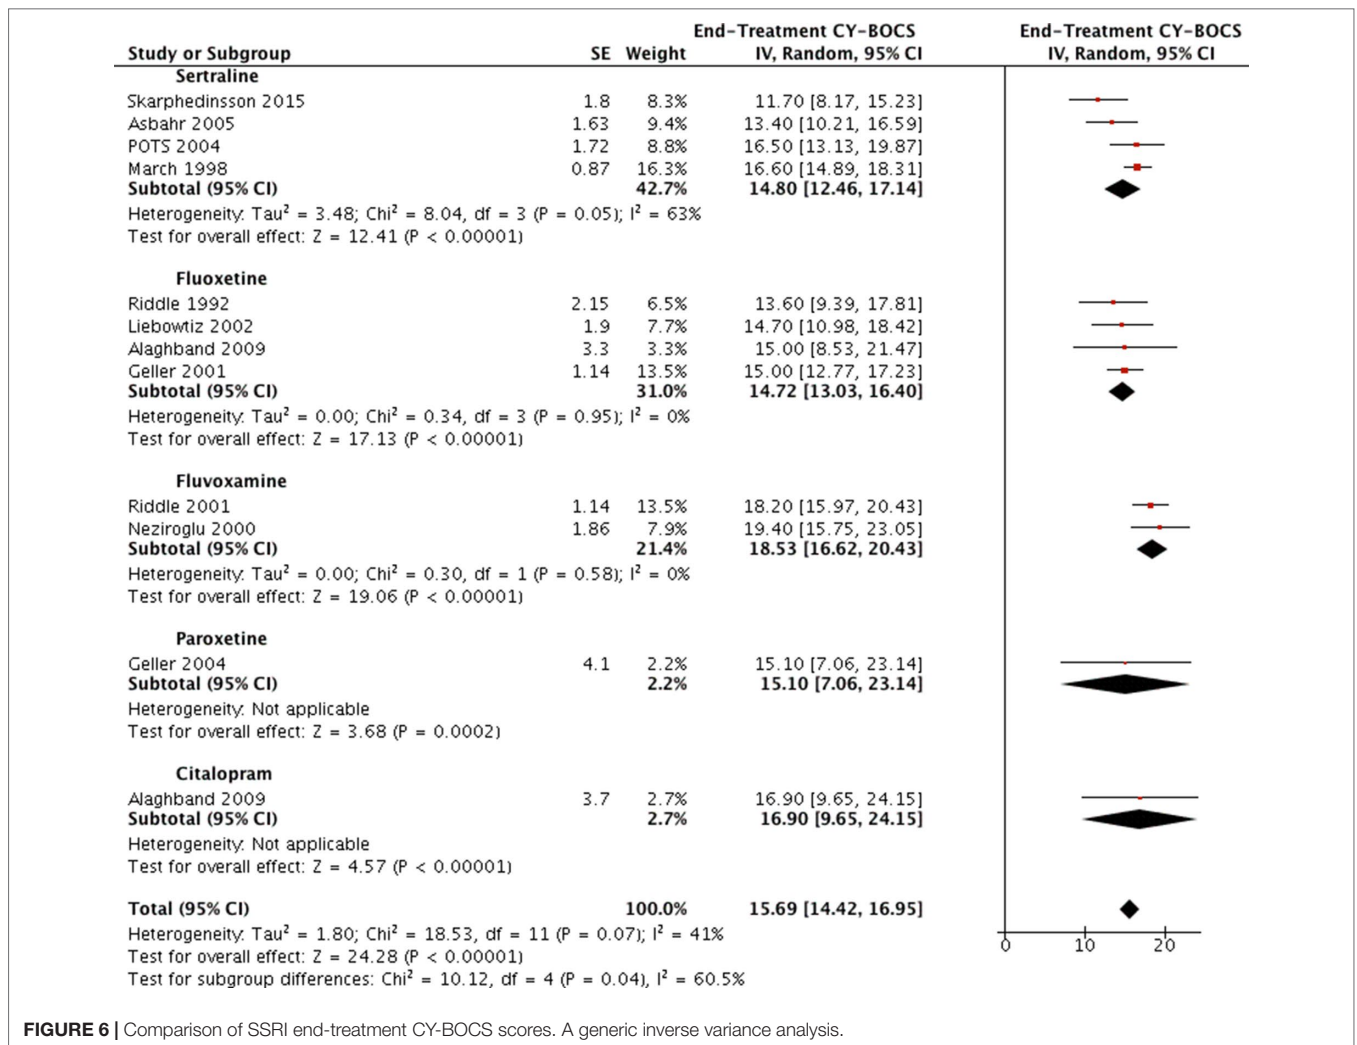 End-Treatment CY-BOCS End-Treatment CY-BOCS
Study or Subgroup SE Weight IV, Random, 95% CI IV, Random, 95% CI
Sertraline
Skarphedinsson 2015 1.8 8.3% 11.70 [8.17, 15.23]
Asbahr 2005 1.63 9.4% 13.40 [10.21, 16.59]
POTS 2004 1.72 8.8% 16.50 [13.13, 19.87]
March 1998 0.87 16.3% 16.60 [14.89, 18.31]
Subtotal (95% CI) 42.7% 14.80 [12.46, 17.14]
Heterogeneity: Tau² = 3.48; Chi² = 8.04, df = 3 (P = 0.05); I² = 63%
Test for overall effect: Z = 12.41 (P < 0.00001)
Fluoxetine
Riddle 1992 2.15 6.5% 13.60 [9.39, 17.81]
Liebowtiz 2002 1.9 7.7% 14.70 [10.98, 18.42]
Alaghband 2009 3.3 3.3% 15.00 [8.53, 21.47]
Geller 2001 1.14 13.5% 15.00 [12.77, 17.23]
Subtotal (95% CI) 31.0% 14.72 [13.03, 16.40]
Heterogeneity: Tau² = 0.00; Chi² = 0.34, df = 3 (P = 0.95); I² = 0%
Test for overall effect: Z = 17.13 (P < 0.00001)
Fluvoxamine
Riddle 2001 1.14 13.5% 18.20 [15.97, 20.43]
Neziroglu 2000 1.86 7.9% 19.40 [15.75, 23.05]
Subtotal (95% CI) 21.4% 18.53 [16.62, 20.43]
Heterogeneity: Tau² = 0.00; Chi² = 0.30, df = 1 (P = 0.58); I² = 0%
Test for overall effect: Z = 19.06 (P < 0.00001)
Paroxetine
Geller 2004 4.1 2.2% 15.10 [7.06, 23.14]
Subtotal (95% CI) 2.2% 15.10 [7.06, 23.14]
Heterogeneity: Not applicable
Test for overall effect: Z = 3.68 (P = 0.0002)
Citalopram
Alaghband 2009 3.7 2.7% 16.90 [9.65, 24.15]
Subtotal (95% CI) 2.7% 16.90 [9.65, 24.15]
Heterogeneity: Not applicable
Test for overall effect: Z = 4.57 (P < 0.00001)
Total (95% CI) 100.0% 15.69 [14.42, 16.95]
Heterogeneity: Tau² = 1.80; Chi² = 18.53, df = 11 (P = 0.07); I² = 41%
0 10 20
Test for overall effect: Z = 24.28 (P < 0.00001)
Test for subgroup differences: Chi² = 10.12, df = 4 (P = 0.04), I² = 60.5%
FIGURE 6 | Comparison of SSRI end-treatment CY-BOCS scores. A generic inverse variance analysis.